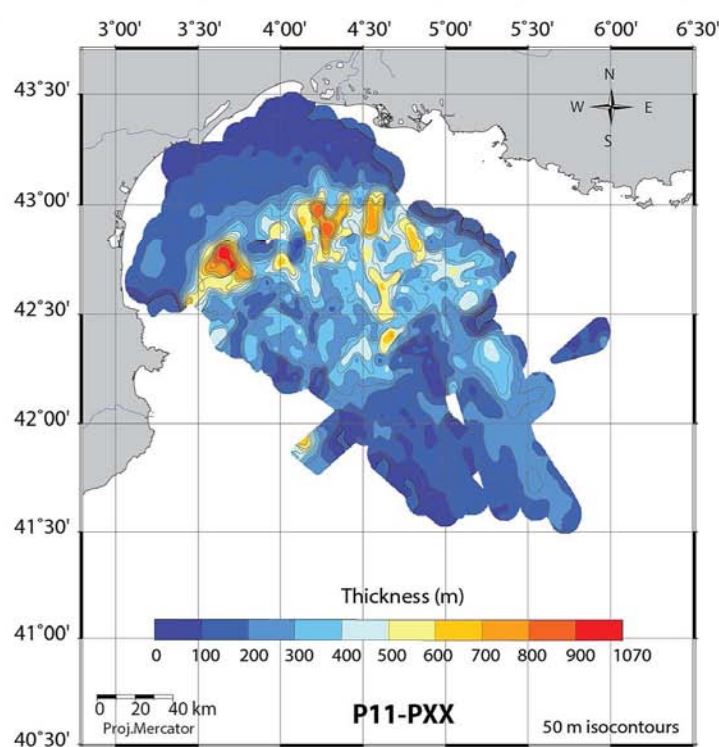 3˚00' 3˚30' 4˚00' 4˚30' 5˚00' 5˚30' 6˚00' 6˚30'
43˚30'
43˚00'
42˚30'
42˚00'
41˚30'
41˚00'
40˚30'
N
W E
S
Thickness (m)
0 100 200 300 400 500 600 700 800 900 1070
0 20 40 km
Proj.Mercator
P11-PXX
50 m isocontours